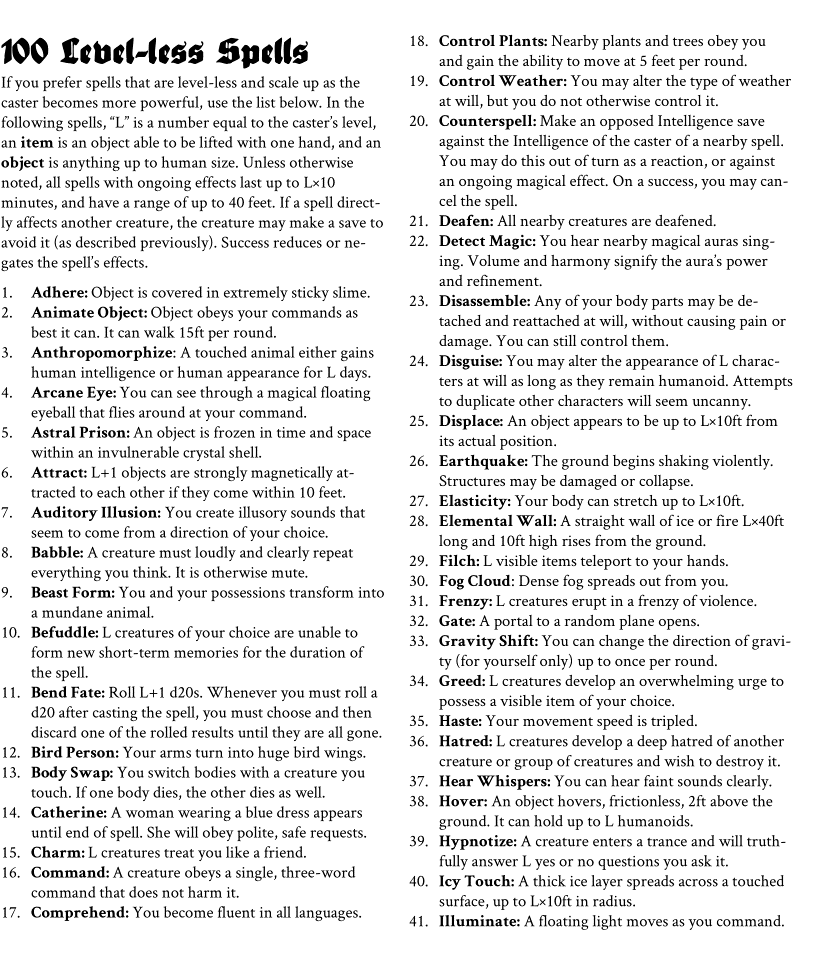 100 Level-less Spells
If you prefer spells that are level-less and scale up as the
caster becomes more powerful, use the list below. In the
following spells, “L” is a number equal to the caster’s level,
an item is an object able to be lifted with one hand, and an
object is anything up to human size. Unless otherwise
noted, all spells with ongoing effects last up to L×10
minutes, and have a range of up to 40 feet. If a spell direct-
ly affects another creature, the creature may make a save to
avoid it (as described previously). Success reduces or ne-
gates the spell’s effects.
1. Adhere: Object is covered in extremely sticky slime.
2. Animate Object: Object obeys your commands as
best it can. It can walk 15ft per round.
3. Anthropomorphize: A touched animal either gains
human intelligence or human appearance for L days.
4. Arcane Eye: You can see through a magical floating
eyeball that flies around at your command.
5. Astral Prison: An object is frozen in time and space
within an invulnerable crystal shell.
6. Attract: L+1 objects are strongly magnetically at-
tracted to each other if they come within 10 feet.
7. Auditory Illusion: You create illusory sounds that
seem to come from a direction of your choice.
8. Babble: A creature must loudly and clearly repeat
everything you think. It is otherwise mute.
9. Beast Form: You and your possessions transform into
a mundane animal.
10. Befuddle: L creatures of your choice are unable to
form new short-term memories for the duration of
the spell.
11. Bend Fate: Roll L+1 d20s. Whenever you must roll a
d20 after casting the spell, you must choose and then
discard one of the rolled results until they are all gone.
12. Bird Person: Your arms turn into huge bird wings.
13. Body Swap: You switch bodies with a creature you
touch. If one body dies, the other dies as well.
14. Catherine: A woman wearing a blue dress appears
until end of spell. She will obey polite, safe requests.
15. Charm: L creatures treat you like a friend.
16. Command: A creature obeys a single, three-word
command that does not harm it.
17. Comprehend: You become fluent in all languages.
18. Control Plants: Nearby plants and trees obey you
and gain the ability to move at 5 feet per round.
19. Control Weather: You may alter the type of weather
at will, but you do not otherwise control it.
20. Counterspell: Make an opposed Intelligence save
against the Intelligence of the caster of a nearby spell.
You may do this out of turn as a reaction, or against
an ongoing magical effect. On a success, you may can-
cel the spell.
21. Deafen: All nearby creatures are deafened.
22. Detect Magic: You hear nearby magical auras sing-
ing. Volume and harmony signify the aura’s power
and refinement.
23. Disassemble: Any of your body parts may be de-
tached and reattached at will, without causing pain or
damage. You can still control them.
24. Disguise: You may alter the appearance of L charac-
ters at will as long as they remain humanoid. Attempts
to duplicate other characters will seem uncanny.
25. Displace: An object appears to be up to L×10ft from
its actual position.
26. Earthquake: The ground begins shaking violently.
Structures may be damaged or collapse.
27. Elasticity: Your body can stretch up to L×10ft.
28. Elemental Wall: A straight wall of ice or fire L×40ft
long and 10ft high rises from the ground.
29. Filch: L visible items teleport to your hands.
30. Fog Cloud: Dense fog spreads out from you.
31. Frenzy: L creatures erupt in a frenzy of violence.
32. Gate: A portal to a random plane opens.
33. Gravity Shift: You can change the direction of gravi-
ty (for yourself only) up to once per round.
34. Greed: L creatures develop an overwhelming urge to
possess a visible item of your choice.
35. Haste: Your movement speed is tripled.
36. Hatred: L creatures develop a deep hatred of another
creature or group of creatures and wish to destroy it.
37. Hear Whispers: You can hear faint sounds clearly.
38. Hover: An object hovers, frictionless, 2ft above the
ground. It can hold up to L humanoids.
39. Hypnotize: A creature enters a trance and will truth-
fully answer L yes or no questions you ask it.
40. Icy Touch: A thick ice layer spreads across a touched
surface, up to L×10ft in radius.
41. Illuminate: A floating light moves as you command.